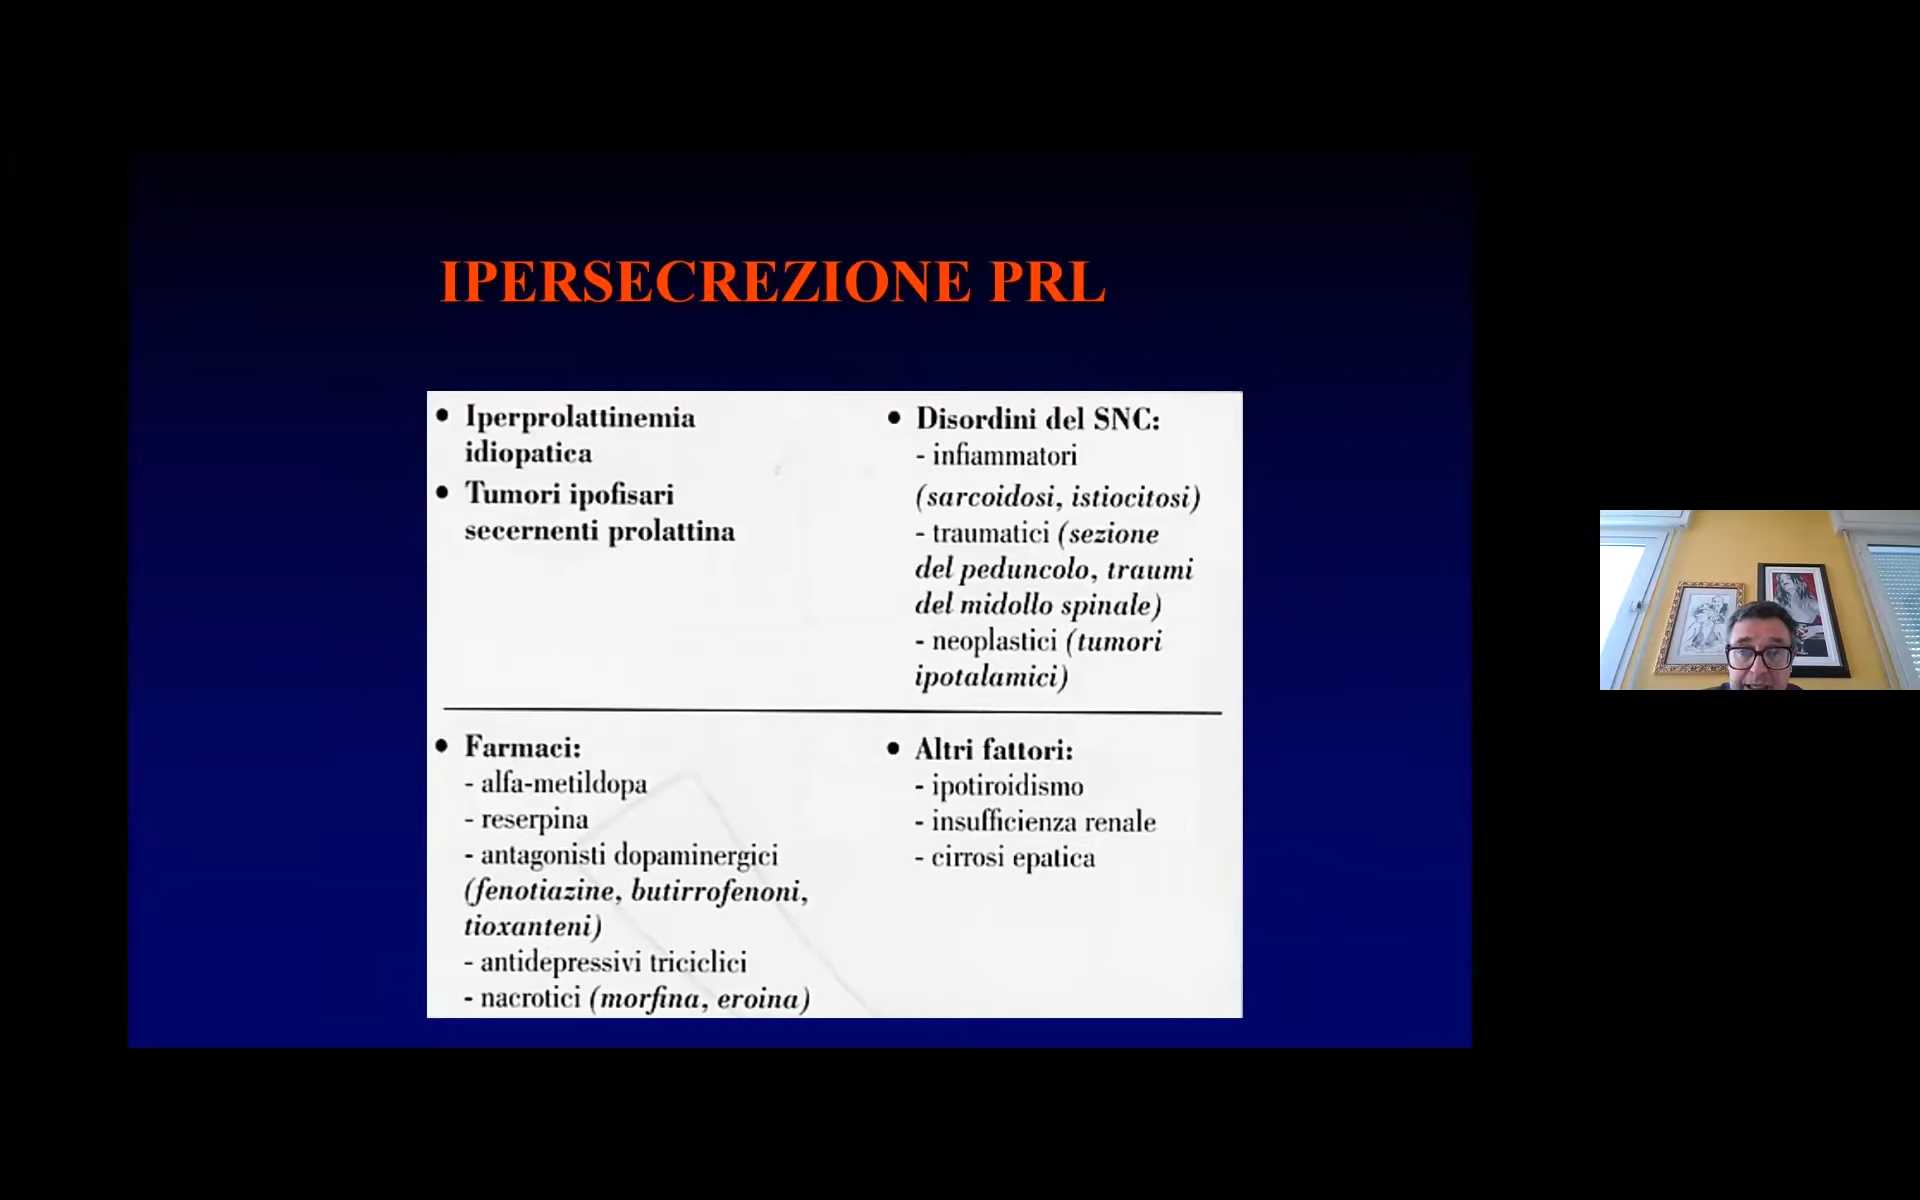 IPERSECREZIONE PRL
• Iperprolattinemia
idiopatica
• Tumori ipofisari
secernenti prolattina
• Disordini del SNC:
- infiammatori
(sarcoidosi, istiocitosi)
- traumatici (sezione
del peduncolo, traumi
del midollo spinale)
- neoplastici (tumori
ipotalamici)
• Farmaci:
- alfa-metildopa
- reserpina
- antagonisti dopaminergici
(fenotiazine, butirrofenoni,
tioxanteni)
- antidepressivi triciclici
- nacrotici (morfina, eroina)
• Altri fattori:
- ipotiroidismo
- insufficienza renale
- cirrosi epatica